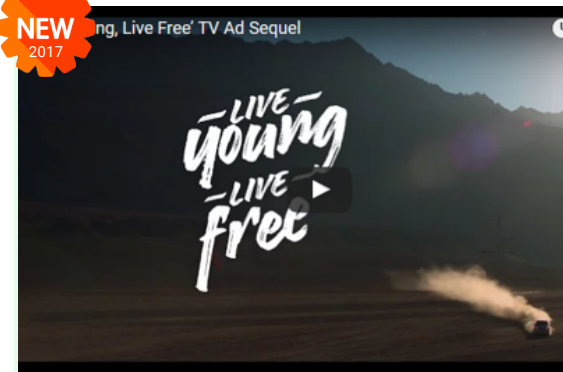 NEW
2017
ng, Live Free’ TV Ad Sequel
LIVE
young
LIVE
free